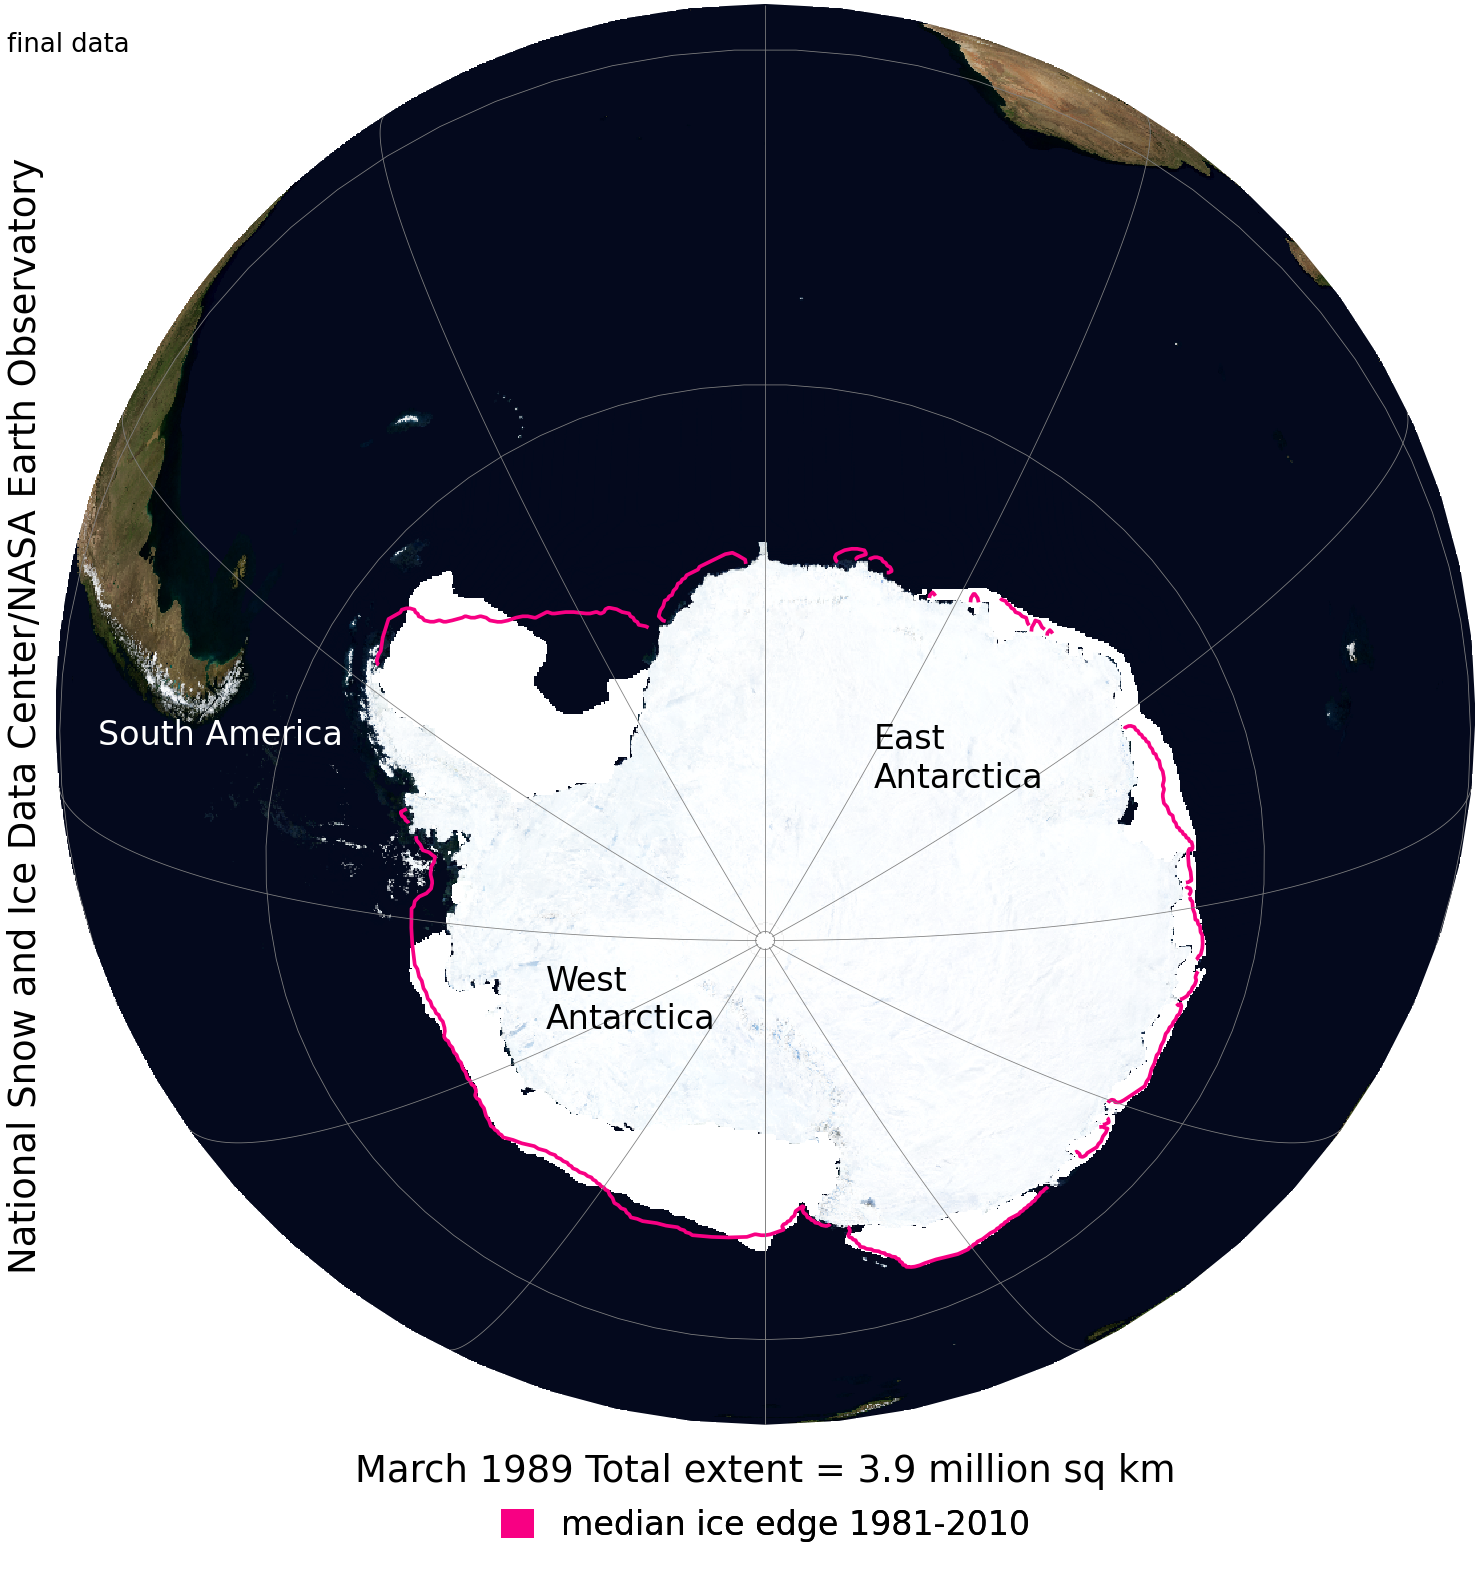 final data
National Snow and Ice Data Center/NASA Earth Observatory
South America
East
Antarctica
West
Antarctica
March 1989 Total extent = 3.9 million sq km
median ice edge 1981-2010